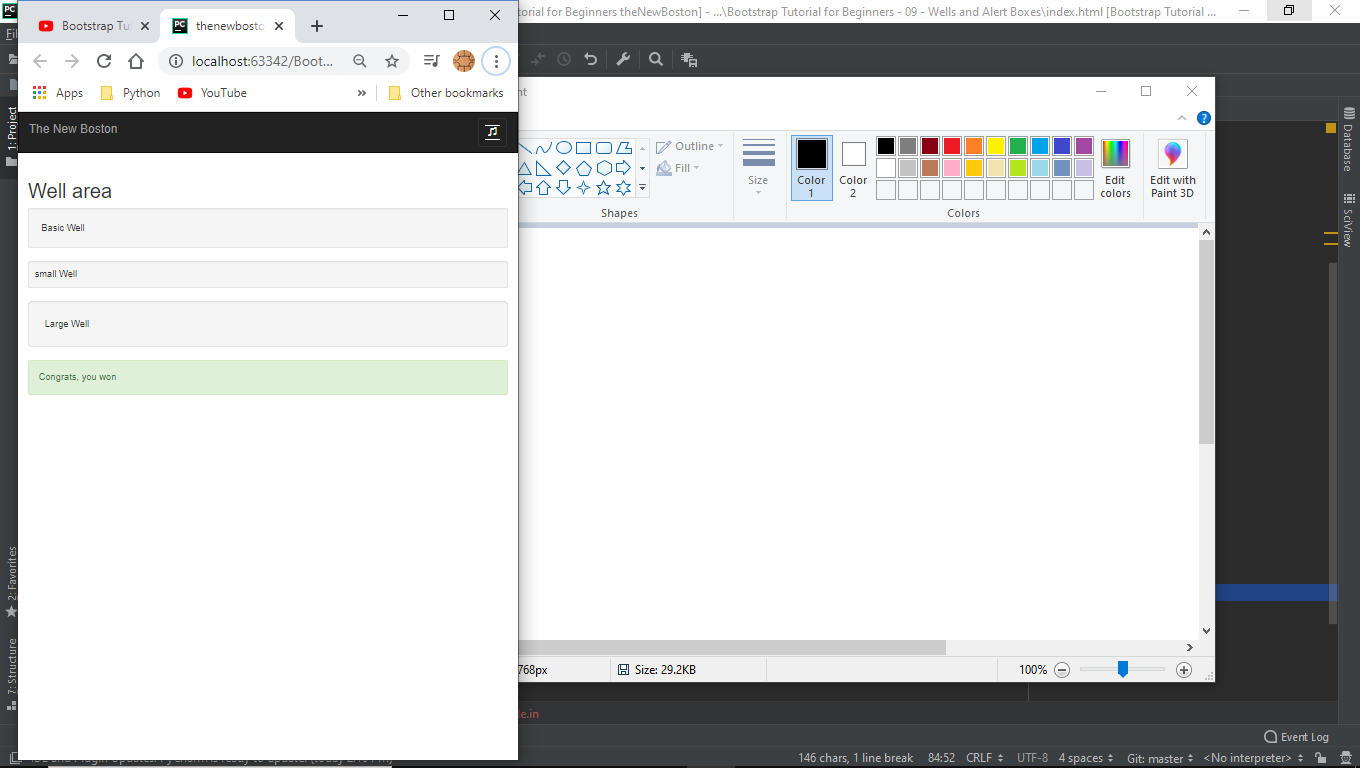 torial for Beginners theNewBoston] - ...\Bootstrap Tutorial for Beginners - 09 - Wells and Alert Boxes\index.html [Bootstrap Tutorial ...
Bootstrap Tu
thenewbosto
localhost:63342/Boot...
Apps
Python
YouTube
»
Other bookmarks
The New Boston
Well area
Basic Well
small Well
Large Well
Congrats, you won
nt
Outline
Fill
Shapes
Size
Color
1
Color
2
Edit
colors
Edit with
Paint 3D
Colors
768px
Size: 29.2KB
100%
1: Project
2: Favorites
7: Structure
Database
SciView
le.in
Event Log
146 chars, 1 line break
84:52
CRLF
UTF-8
4 spaces
Git: master
<No interpreter>